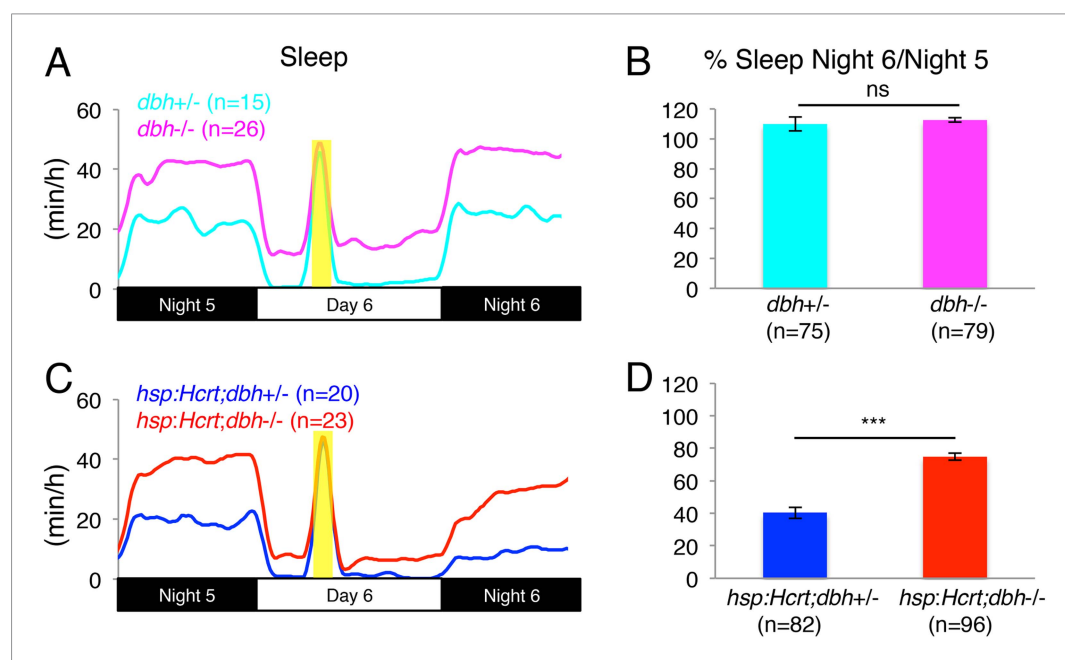 A
Sleep
dbh+/- (n=15)
dbh-/- (n=26)
60
40
20
0
(min/h)
Night 5
Day 6
Night 6
B
% Sleep Night 6/Night 5
ns
120
100
80
60
40
20
0
dbh+/-
(n=75)
dbh-/-
(n=79)
C
hsp:Hcrt;dbh+/- (n=20)
hsp:Hcrt;dbh-/- (n=23)
60
40
20
0
(min/h)
Night 5
Day 6
Night 6
D
***
120
100
80
60
40
20
0
hsp:Hcrt;dbh+/-
(n=82)
hsp:Hcrt;dbh-/-
(n=96)